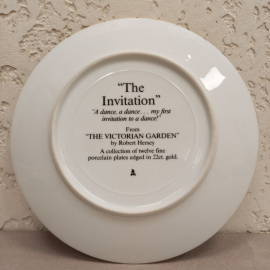 "The
Invitation"
"A dance, a dance. . . my first
invitation to a dance!"
From
"THE VICTORIAN GARDEN"
by Robert Hersey
A collection of twelve fine
porcelain plates edged in 22ct. gold.